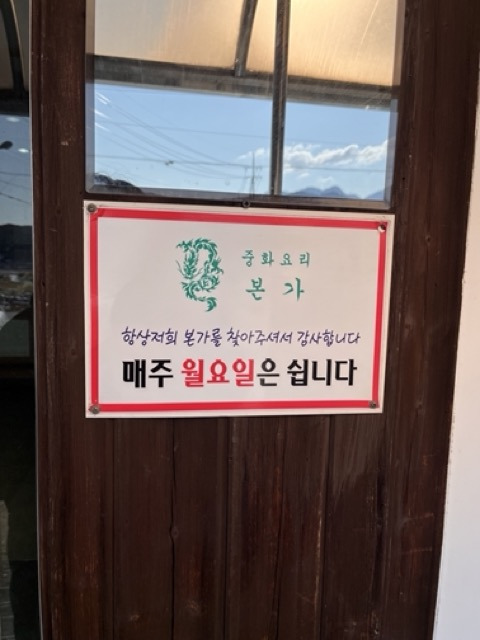 중화요리
본가
항상저희 본가를 찾아주셔서 감사합니다
매주 월요일은 쉽니다